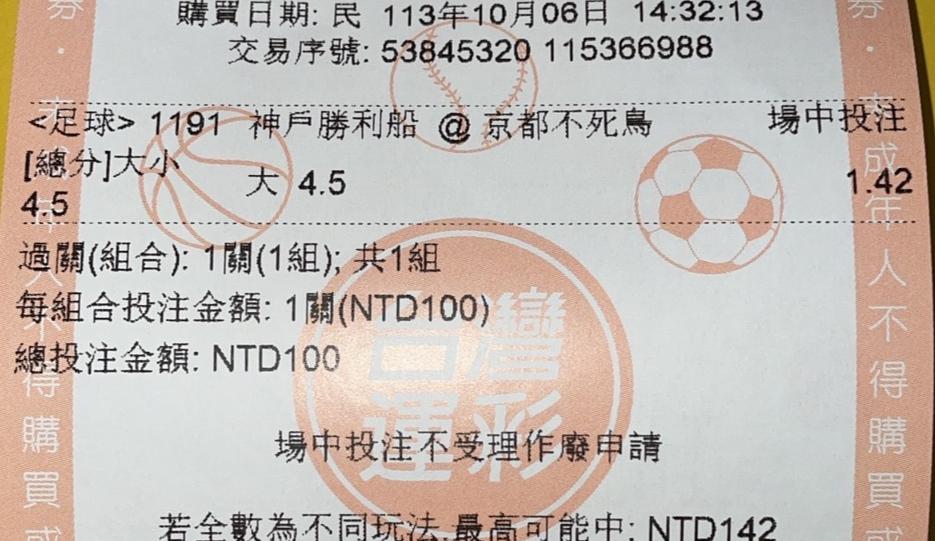 購買日期: 民 113年10月06日 14:32:13
交易序號: 53845320 115366988
<足球> 1191 神戶勝利船 @ 京都不死鳥 場中投注
[總分]大小
4.5 大 4.5 1.42
過關(組合): 1關(1組); 共1組
每組合投注金額: 1關(NTD100)
總投注金額: NTD100
台灣
運彩
場中投注不受理作廢申請
若全數為不同玩法,最高可能中: NTD142
券・未成年人不得購買或
券・未成年人不得購買或